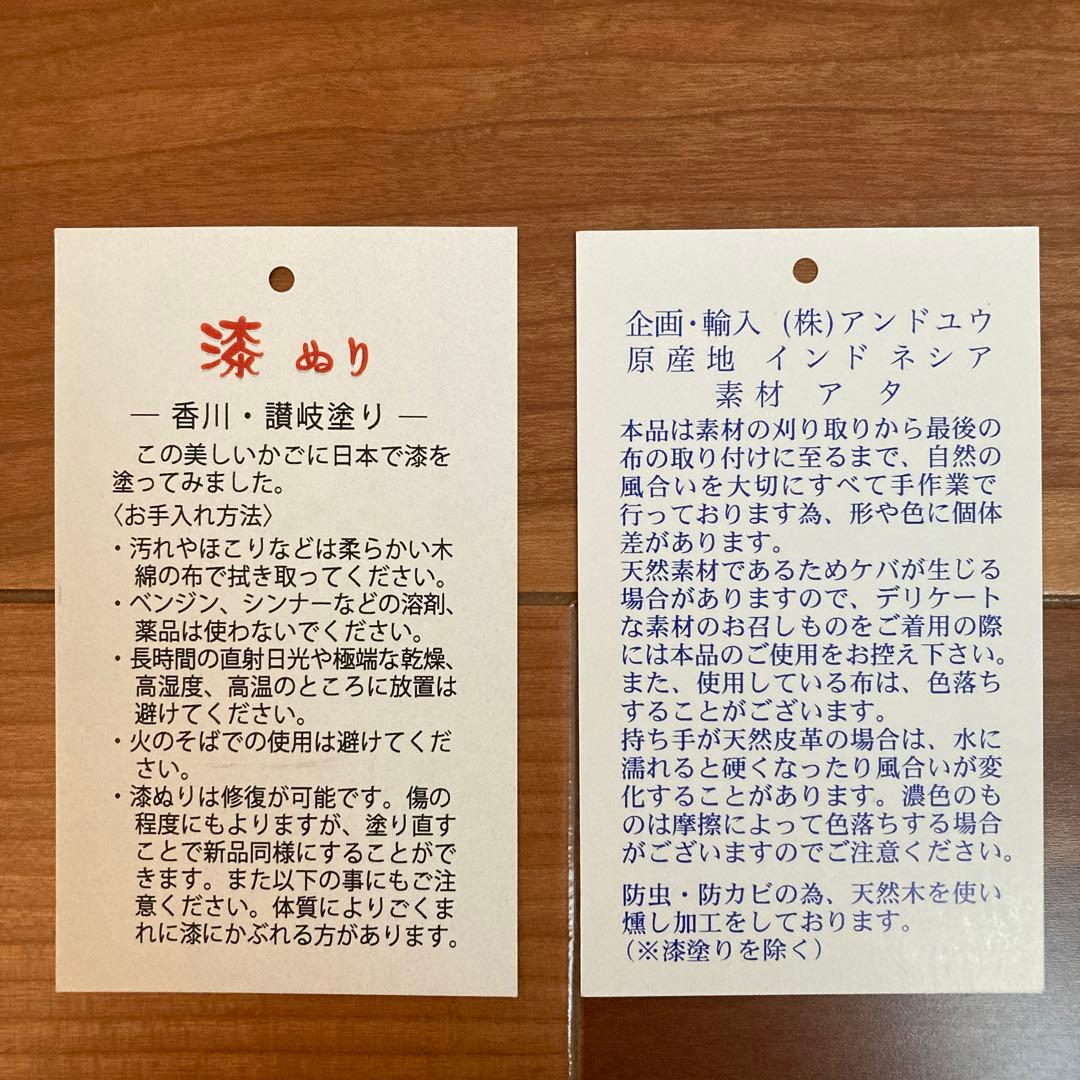 漆 ぬり
― 香川・讃岐塗り ―
この美しいかごに日本で漆を
塗ってみました。
〈お手入れ方法〉
・汚れやほこりなどは柔らかい木
綿の布で拭き取ってください。
・ベンジン、シンナーなどの溶剤、
薬品は使わないでください。
・長時間の直射日光や極端な乾燥、
高湿度、高温のところに放置は
避けてください。
・火のそばでの使用は避けてくだ
さい。
・漆ぬりは修復が可能です。傷の
程度にもよりますが、塗り直す
ことで新品同様にすることがで
きます。また以下の事にもご注
意ください。体質によりごくま
れに漆にかぶれる方があります。
企画・輸入 (株)アンドユウ
原産地 インドネシア
素材 アタ
本品は素材の刈り取りから最後の
布の取り付けに至るまで、自然の
風合いを大切にすべて手作業で
行っております為、形や色に個体
差があります。
天然素材であるためケバが生じる
場合がありますので、デリケート
な素材のお召しものをご着用の際
には本品のご使用をお控え下さい。
また、使用している布は、色落ち
することがございます。
持ち手が天然皮革の場合は、水に
濡れると硬くなったり風合いが変
化することがあります。濃色のも
のは摩擦によって色落ちする場合
がございますのでご注意ください。
防虫・防カビの為、天然木を使い
燻し加工をしております。
(※漆塗りを除く)